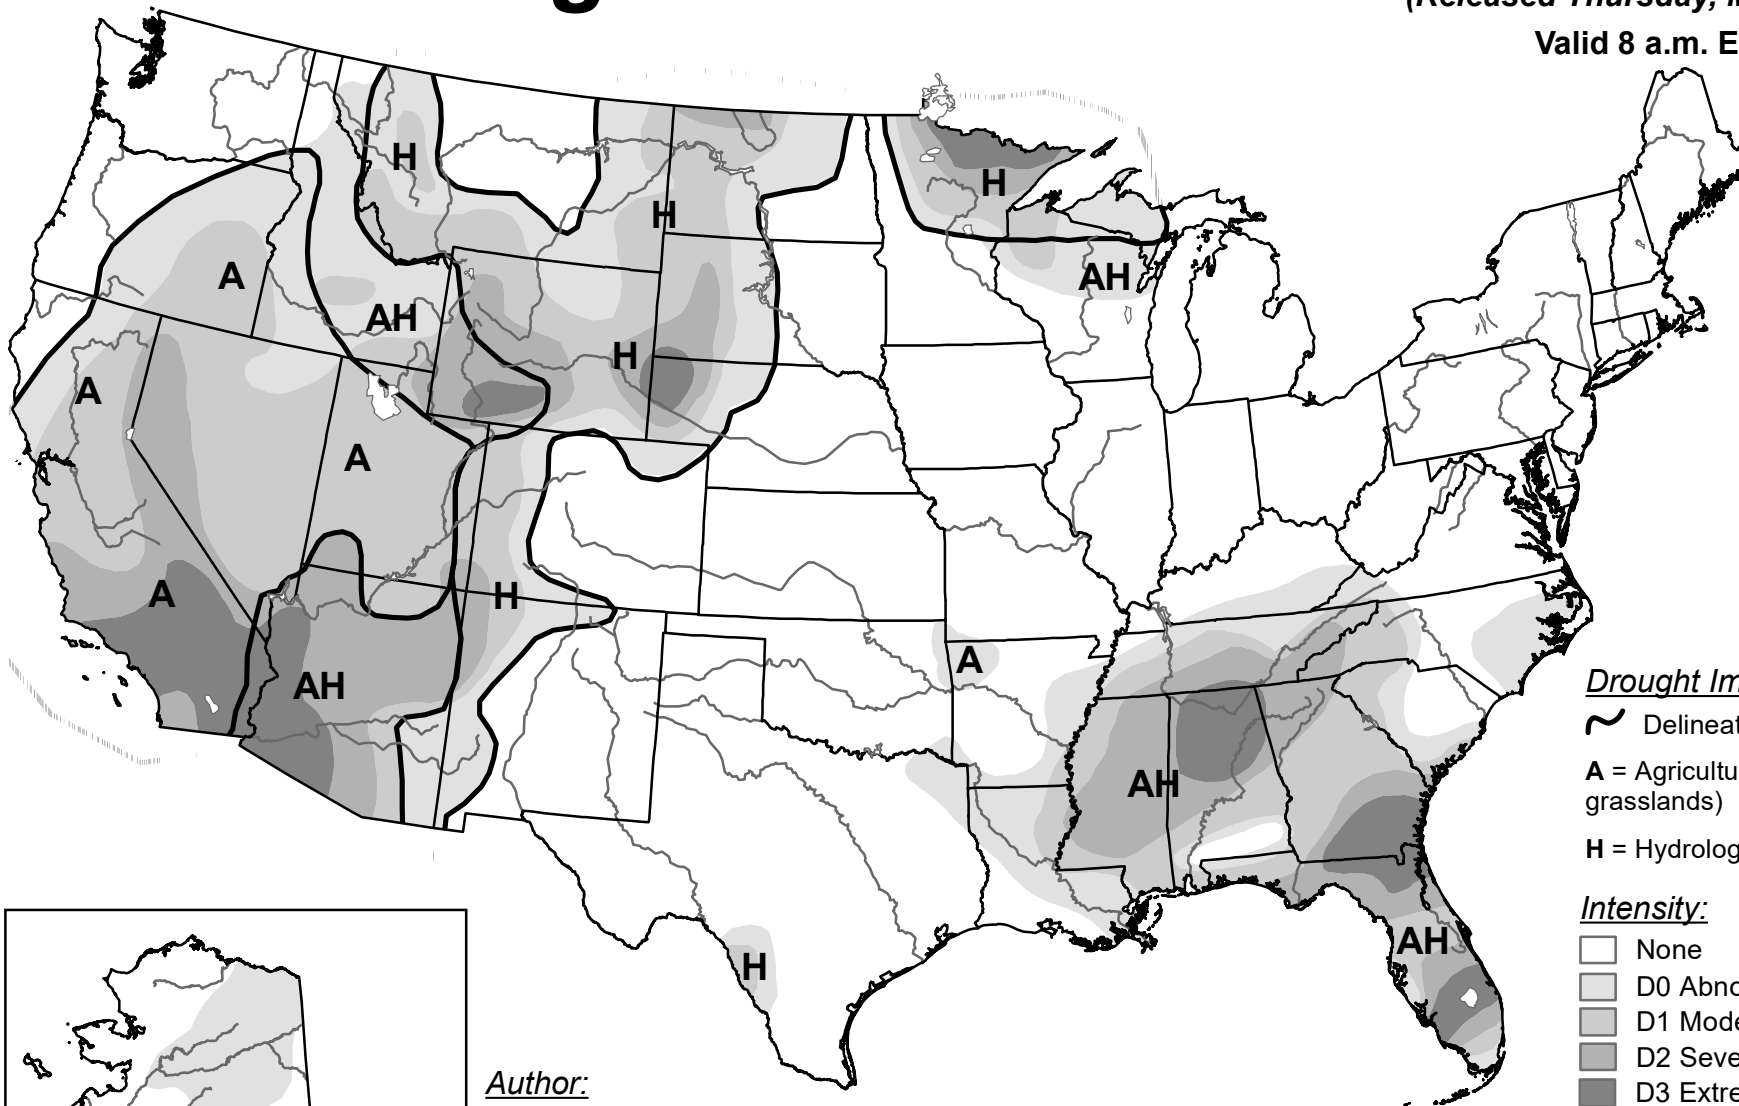 g
(Released Thursday,
Valid 8 a.m. E
H
H
H
A
AH
AH
A
H
A
A
H
A
AH
AH
AH
H
Drought Im
Delineat
A = Agricultu
grasslands)
H = Hydrolog
Intensity:
None
D0 Abno
D1 Mode
D2 Seve
D3 Extre
Author: